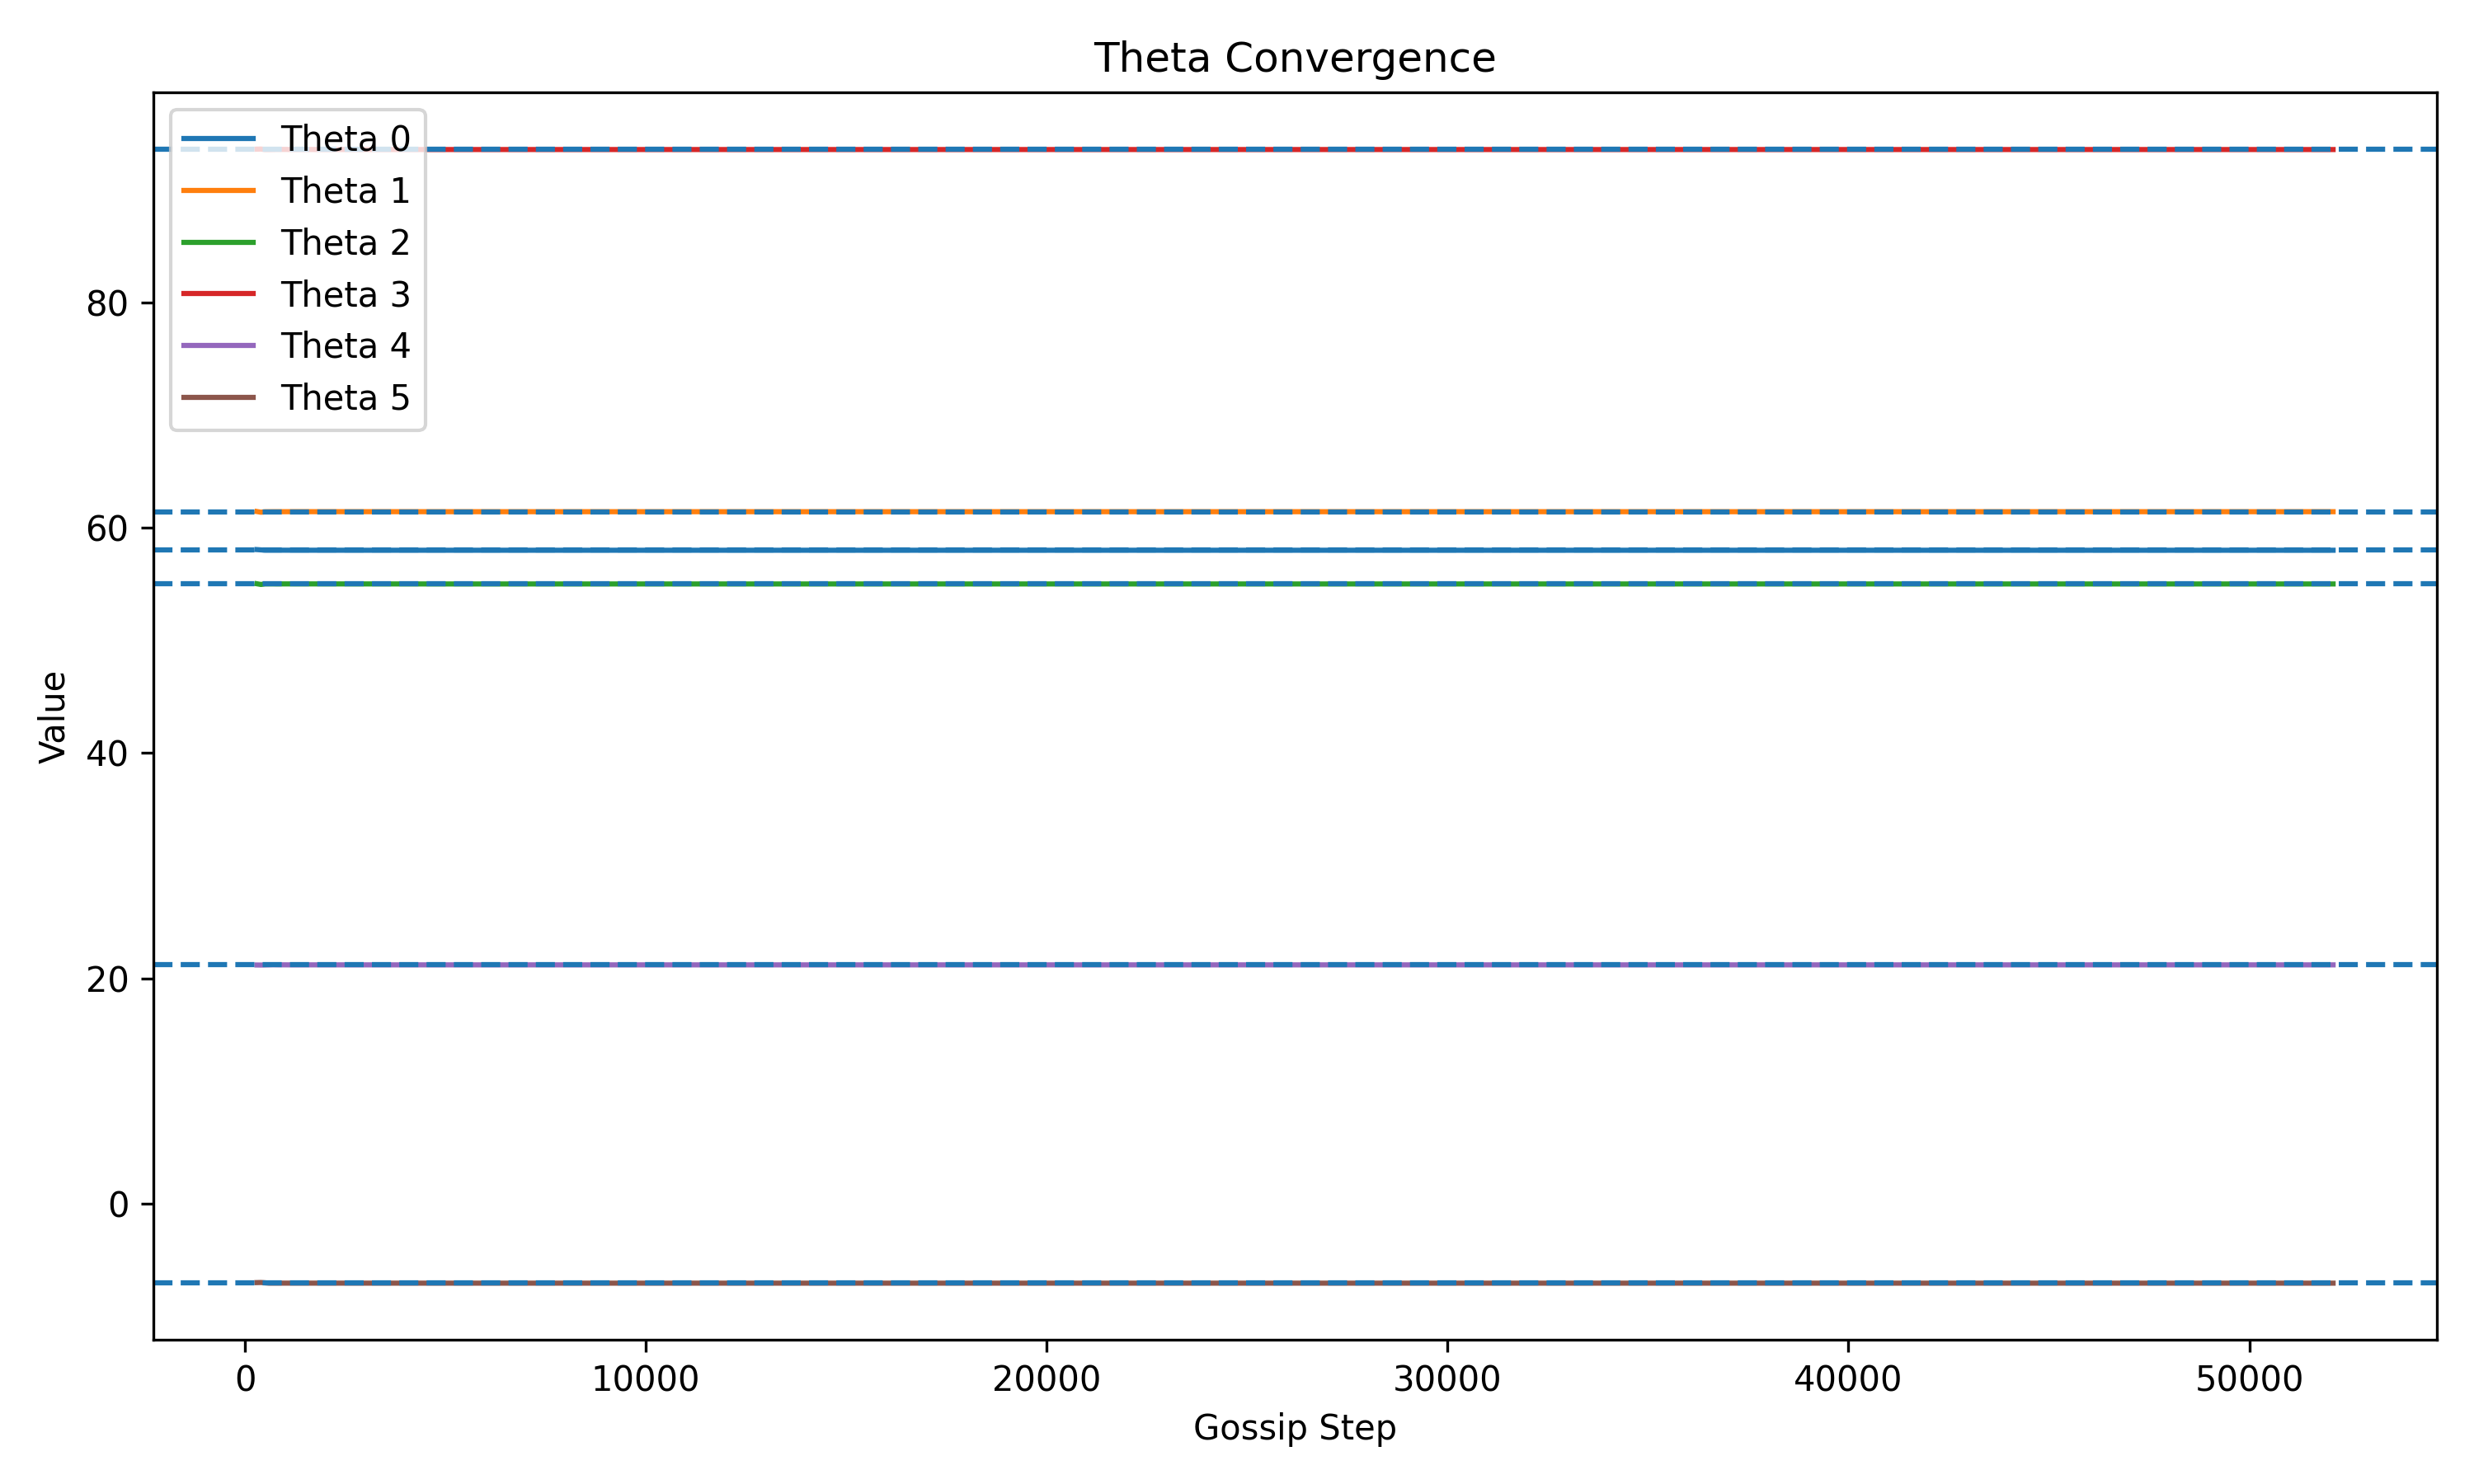 Theta Convergence
Theta 0
Theta 1
Theta 2
Theta 3
Theta 4
Theta 5
80
60
40
20
0
Value
0 10000 20000 30000 40000 50000
Gossip Step